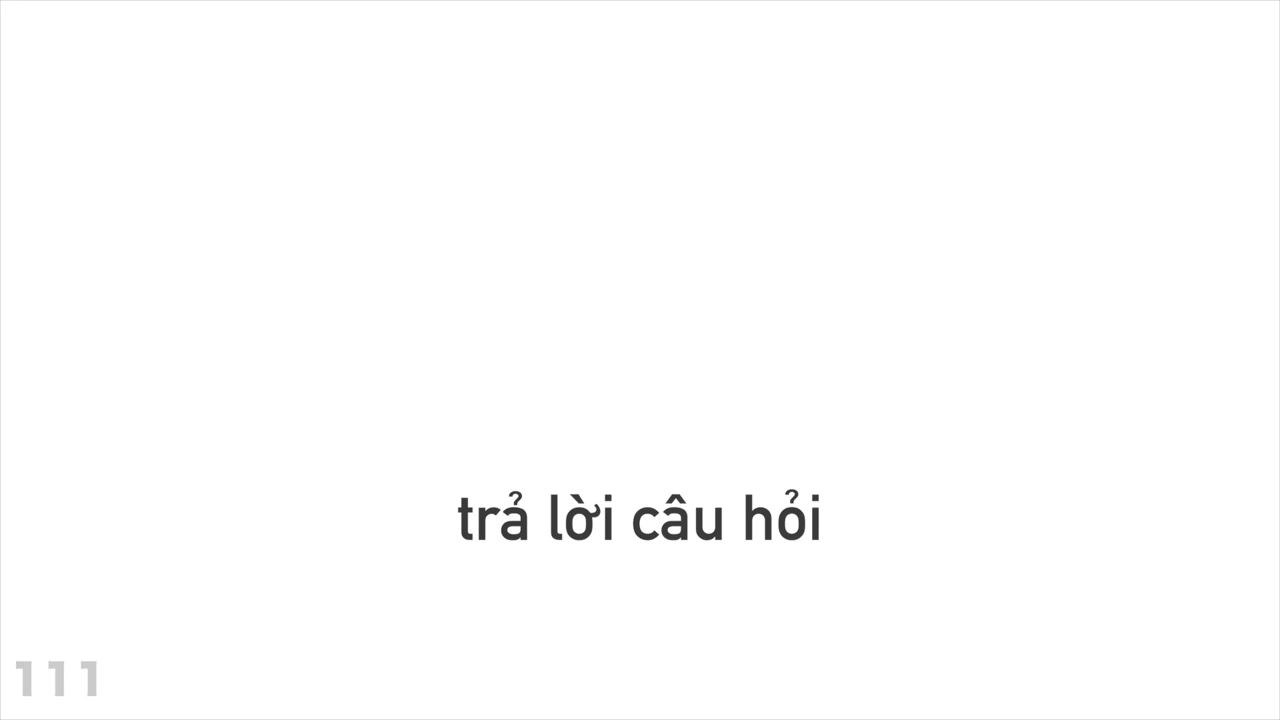 trả lời câu hỏi
111